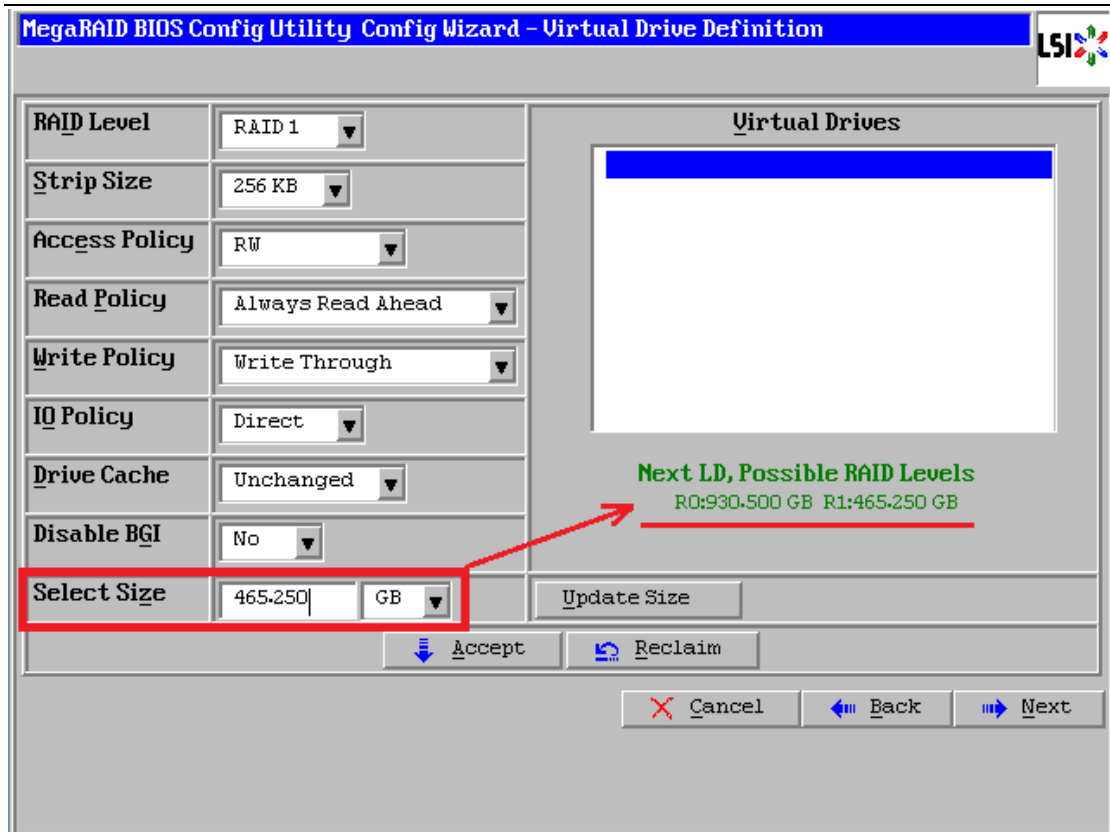 MegaRAID BIOS Config Utility Config Wizard - Virtual Drive Definition
LSI
RAID Level
RAID 1
Strip Size
256 KB
Access Policy
RW
Read Policy
Always Read Ahead
Write Policy
Write Through
IO Policy
Direct
Drive Cache
Unchanged
Disable BGI
No
Select Size
465.250
GB
Virtual Drives
Next LD, Possible RAID Levels
R0:930.500 GB R1:465.250 GB
Update Size
Accept
Reclaim
Cancel
Back
Next